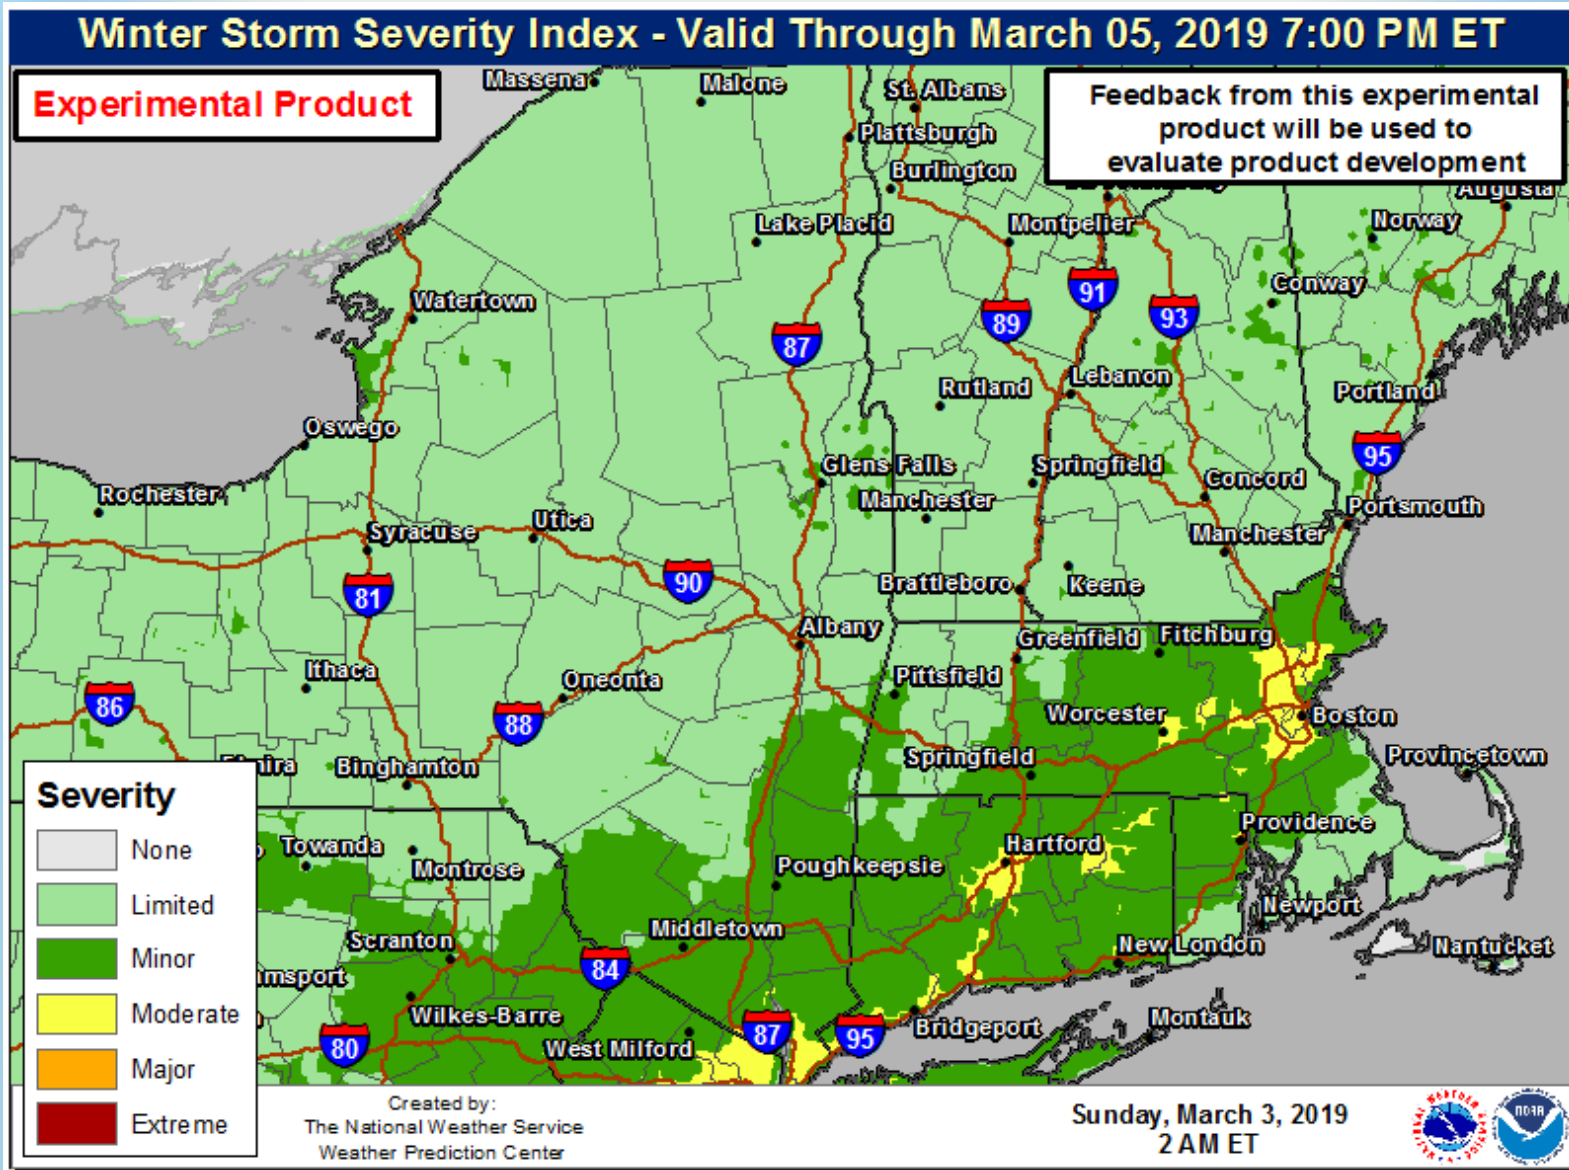 Winter Storm Severity Index - Valid Through March 05, 2019 7:00 PM ET
Experimental Product
Feedback from this experimental
product will be used to
evaluate product development
Massena
Malone
St. Albans
Plattsburgh
Burlington
Augusta
Lake Placid
Montpelier
Norway
Watertown
91
Conway
87
89
93
Rutland
Lebanon
Portland
Oswego
95
Glens Falls
Springfield
Concord
Rochester
Manchester
Portsmouth
Syracuse
Utica
Manchester
81
90
Brattleboro
Keene
Albany
Greenfield
Fitchburg
Ithaca
Oneonta
Pittsfield
86
88
Worcester
Boston
Binghamton
Springfield
Provincetown
Severity
None
Limited
Minor
Moderate
Major
Extreme
Towanda
Montrose
Poughkeepsie
Hartford
Providence
Scranton
Middletown
Newport
84
New London
Nantucket
amsport
Wilkes-Barre
80
West Milford
87
95
Bridgeport
Montauk
Created by:
The National Weather Service
Weather Prediction Center
Sunday, March 3, 2019
2 AM ET
NOAA